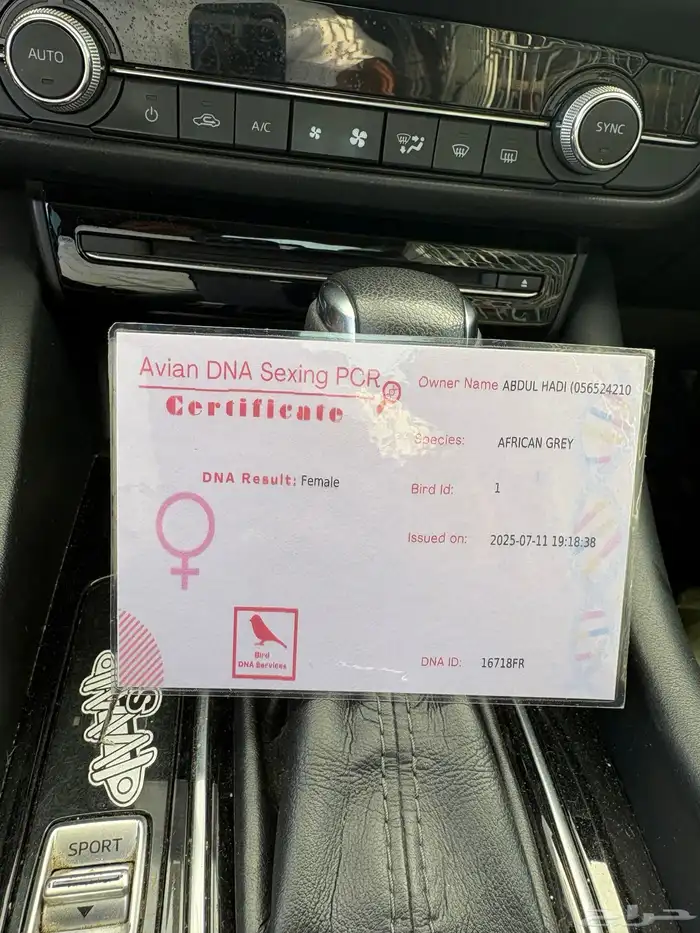 AUTO
A/C
SYNC
Avian DNA Sexing PCR
Certificate
Owner Name ABDUL HADI (056524210
Species: AFRICAN GREY
DNA Result: Female
Bird Id: 1
Issued on: 2025-07-11 19:18:38
Bird
DNA Services
DNA ID: 16718FR
SPORT
حراج